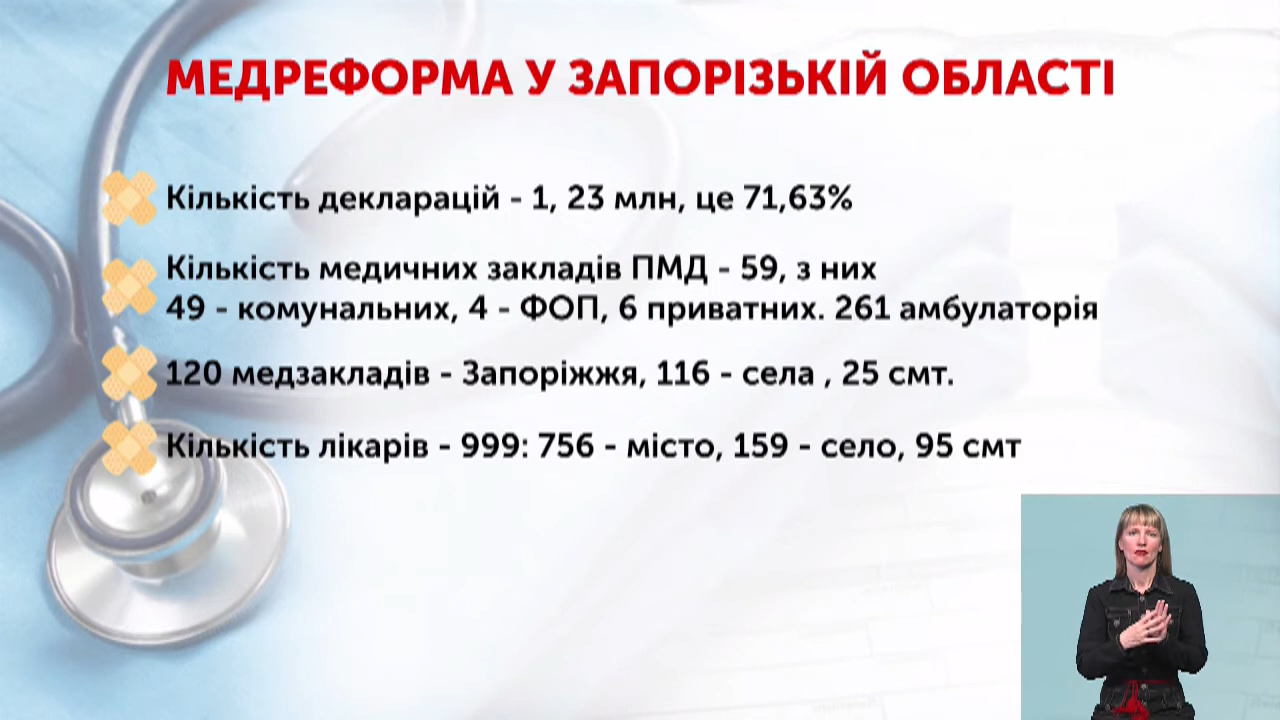 МЕДРЕФОРМА У ЗАПОРІЗЬКІЙ ОБЛАСТІ
Кількість декларацій - 1, 23 млн, це 71,63%
Кількість медичних закладів ПМД - 59, з них
49 - комунальних, 4 - ФОП, 6 приватних. 261 амбулаторія
120 медзакладів - Запоріжжя, 116 - села , 25 смт.
Кількість лікарів - 999: 756 - місто, 159 - село, 95 смт